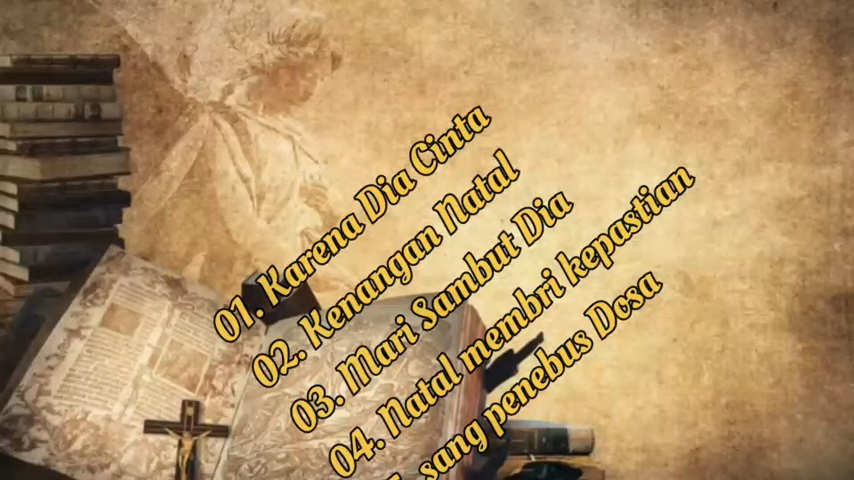 01. Karena Dia Cinta
02. Kenangan Natal
03. Mari Sambut Dia
04. Natal membri kepastian
sang penebus Dosa